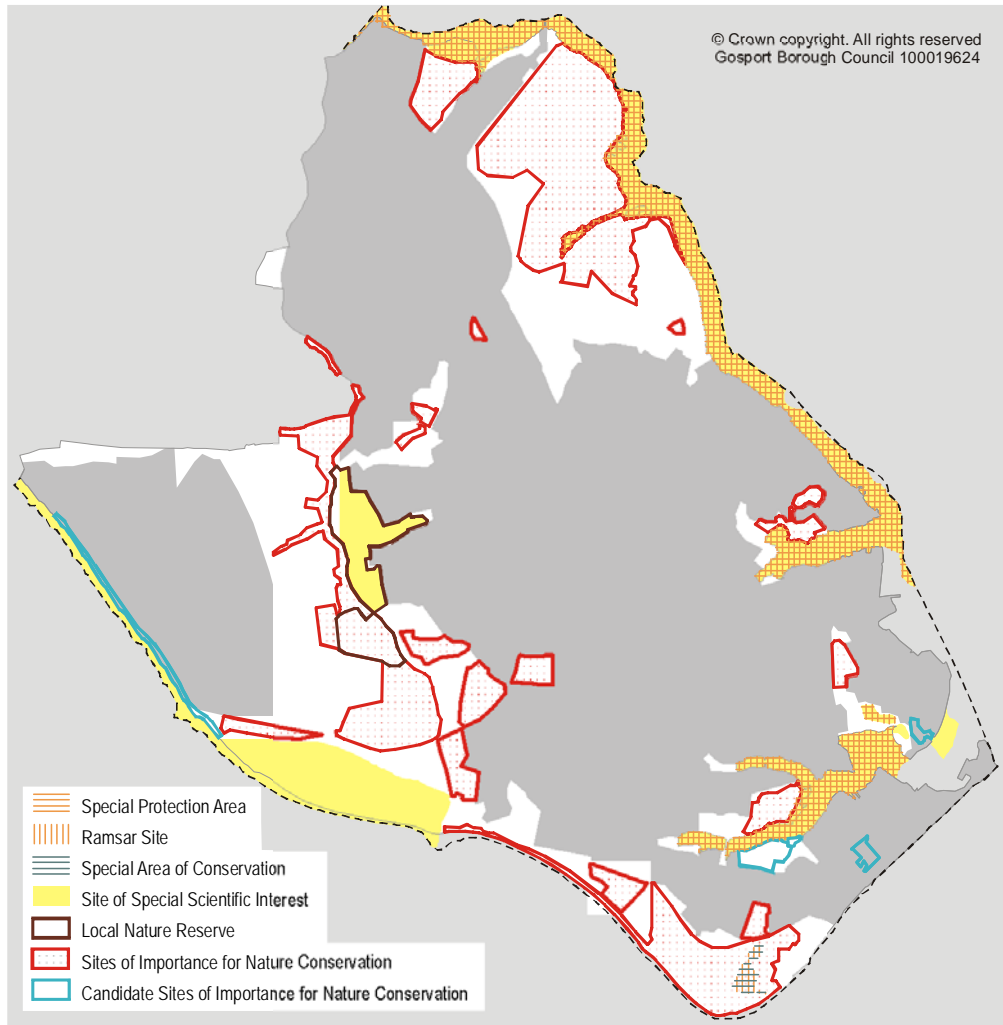 © Crown copyright. All rights reserved
Gosport Borough Council 100019624
Special Protection Area
Ramsar Site
Special Area of Conservation
Site of Special Scientific Interest
Local Nature Reserve
Sites of Importance for Nature Conservation
Candidate Sites of Importance for Nature Conservation